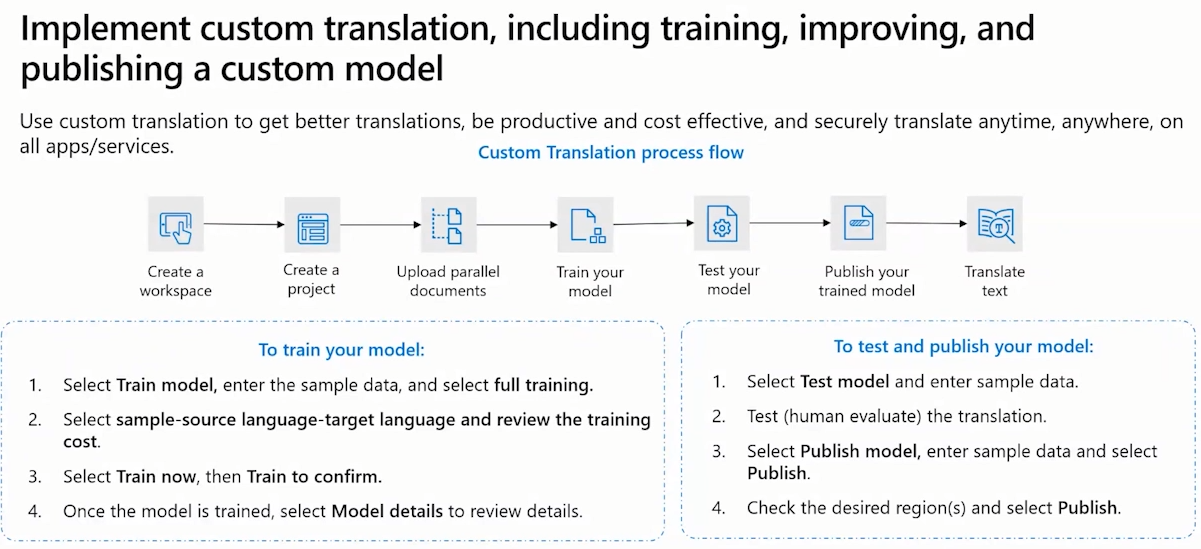 Implement custom translation, including training, improving, and
publishing a custom model
Use custom translation to get better translations, be productive and cost effective, and securely translate anytime, anywhere, on
all apps/services.
Custom Translation process flow
Create a
workspace
Create a
project
Upload parallel
documents
Train your
model
Test your
model
Publish your
trained model
Translate
text
To train your model:
1. Select Train model, enter the sample data, and select full training.
2. Select sample-source language-target language and review the training
cost.
3. Select Train now, then Train to confirm.
4. Once the model is trained, select Model details to review details.
To test and publish your model:
1. Select Test model and enter sample data.
2. Test (human evaluate) the translation.
3. Select Publish model, enter sample data and select
Publish.
4. Check the desired region(s) and select Publish.